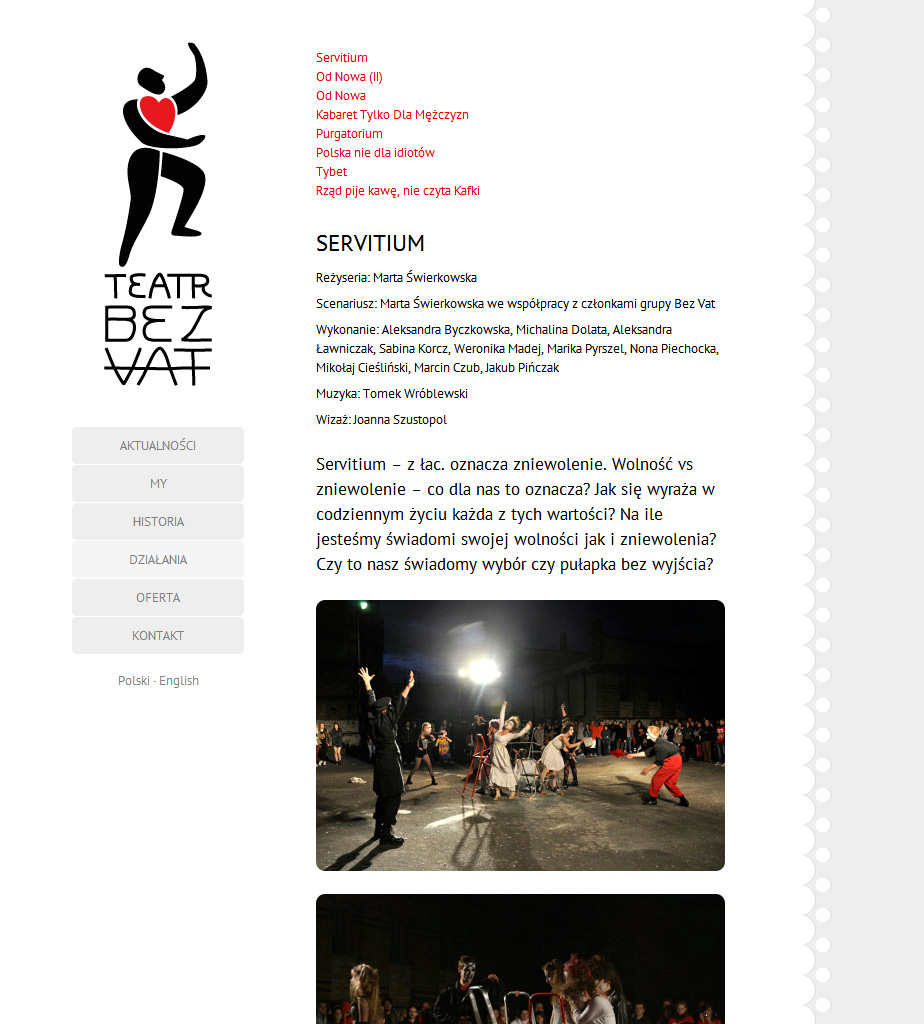 TEATR
BEZ
VAT
AKTUALNOŚCI
MY
HISTORIA
DZIAŁANIA
OFERTA
KONTAKT
Polski · English
Servitium
Od Nowa (II)
Od Nowa
Kabaret Tylko Dla Mężczyzn
Purgatorium
Polska nie dla idiotów
Tybet
Rząd pije kawę, nie czyta Kafki
SERVITIUM
Reżyseria: Marta Świerkowska
Scenariusz: Marta Świerkowska we współpracy z członkami grupy Bez Vat
Wykonanie: Aleksandra Byczkowska, Michalina Dolata, Aleksandra
Ławniczak, Sabina Korcz, Weronika Madej, Marika Pyrszel, Nona Piechocka,
Mikołaj Cieśliński, Marcin Czub, Jakub Pińczak
Muzyka: Tomek Wróblewski
Wizaż: Joanna Szustopol
Servitium – z łac. oznacza zniewolenie. Wolność vs
zniewolenie – co dla nas to oznacza? Jak się wyraża w
codziennym życiu każda z tych wartości? Na ile
jesteśmy świadomi swojej wolności jak i zniewolenia?
Czy to nasz świadomy wybór czy pułapka bez wyjścia?